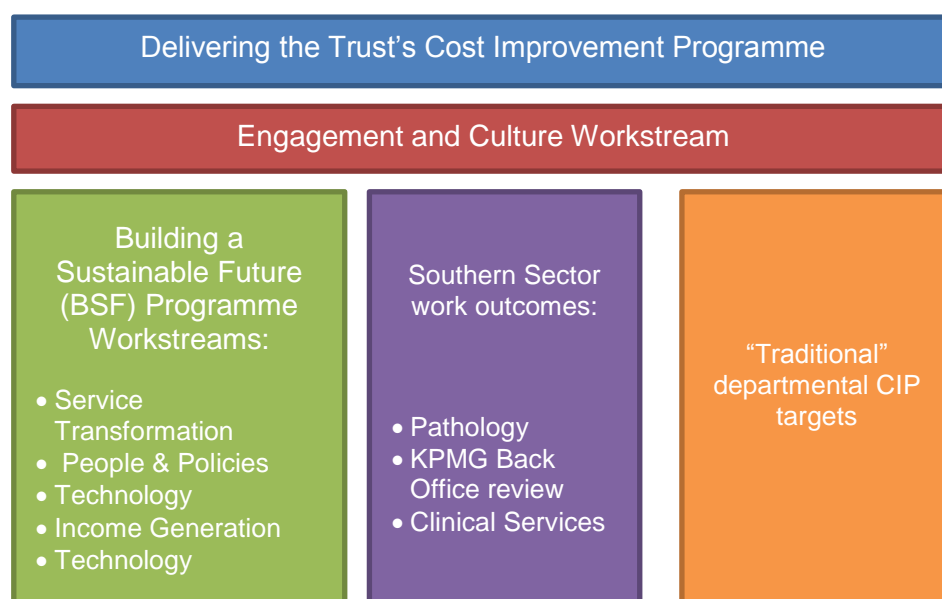 Delivering the Trust's Cost Improvement Programme
Engagement and Culture Workstream
Building a
Sustainable Future
(BSF) Programme
Workstreams:
• Service
Transformation
• People & Policies
• Technology
• Income Generation
• Technology
Southern Sector
work outcomes:
• Pathology
• KPMG Back
Office review
• Clinical Services
“Traditional”
departmental CIP
targets